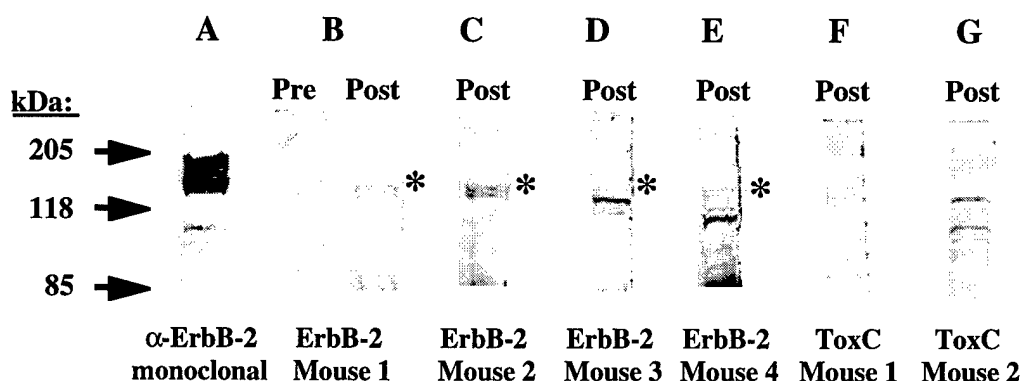 A B C D E F G
Pre Post Post Post Post Post Post
kDa:
205
* * * *
118
85
α-ErbB-2 ErbB-2 ErbB-2 ErbB-2 ErbB-2 ToxC ToxC
monoclonal Mouse 1 Mouse 2 Mouse 3 Mouse 4 Mouse 1 Mouse 2